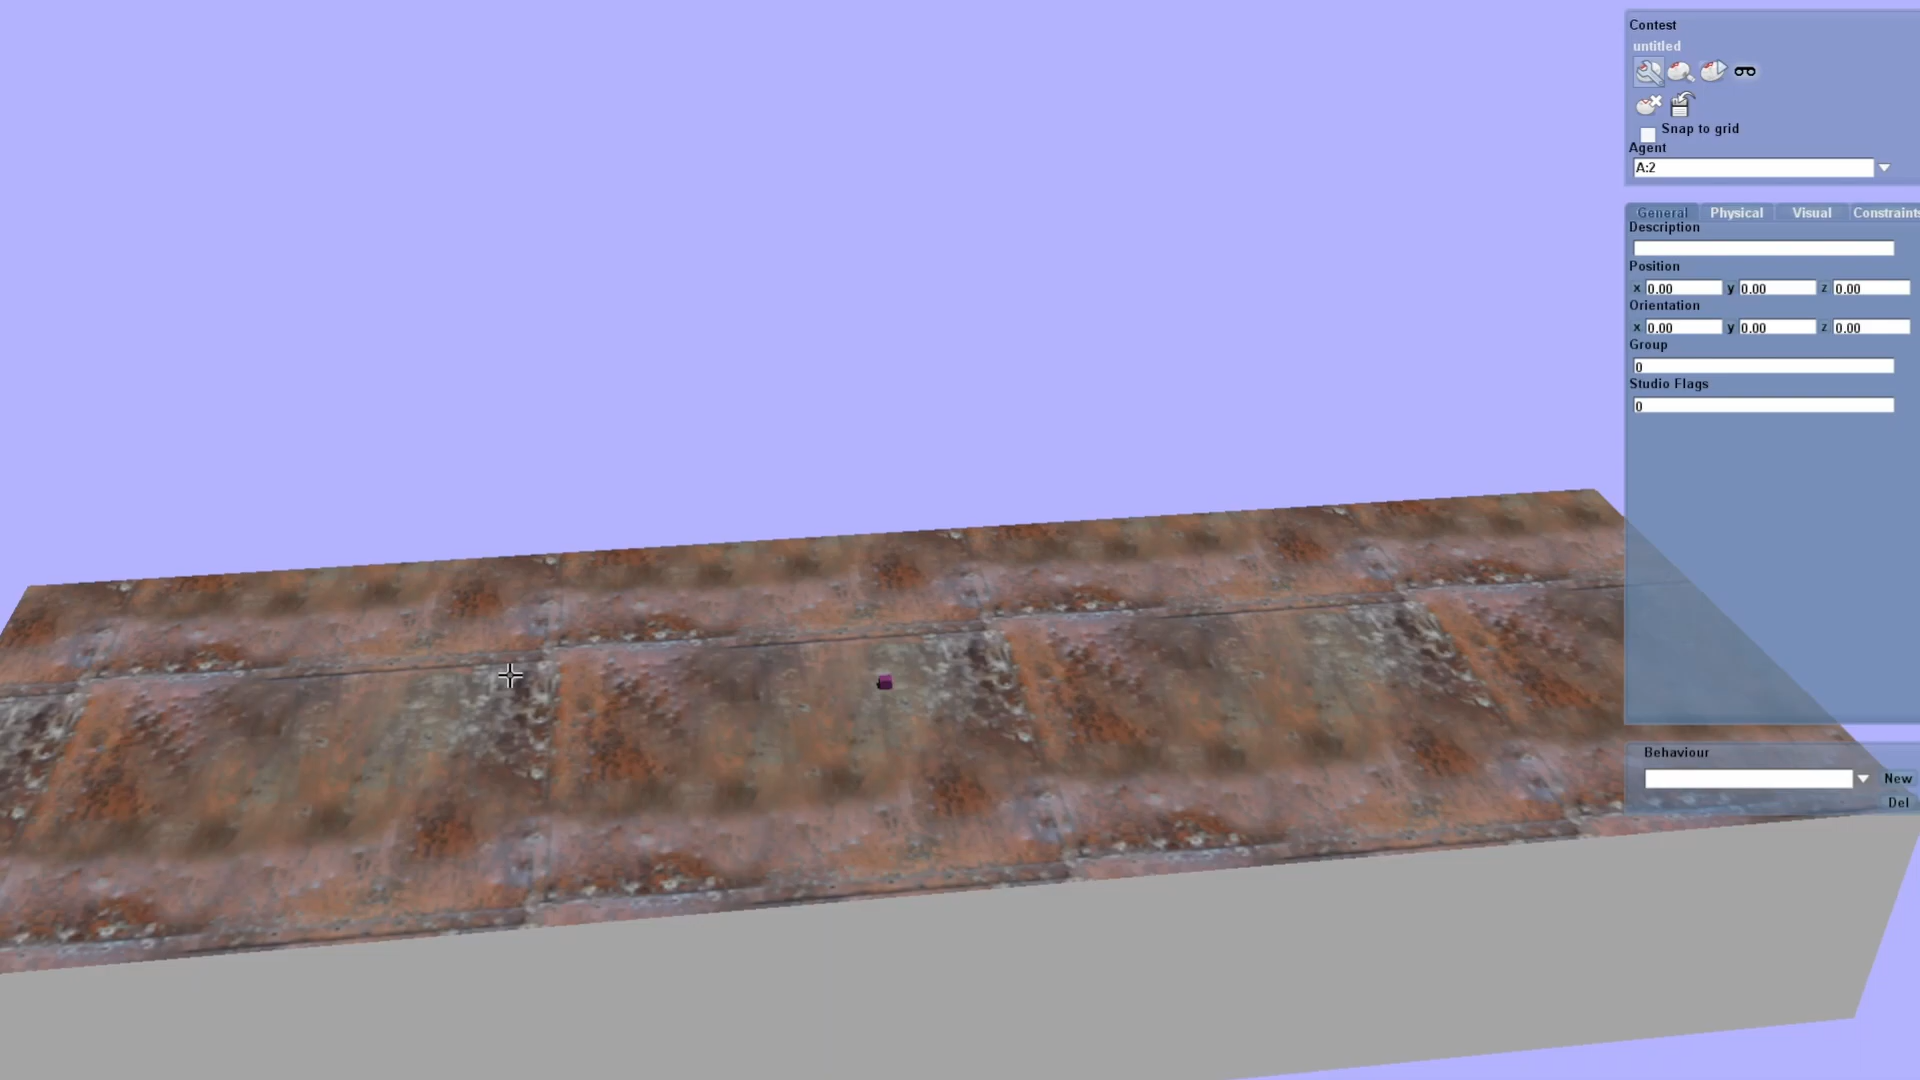 Contest
untitled
Snap to grid
Agent
A:2
General Physical Visual Constraints
Description
Position
x 0.00 y 0.00 z 0.00
Orientation
x 0.00 y 0.00 z 0.00
Group
0
Studio Flags
0
Behaviour
New
Del